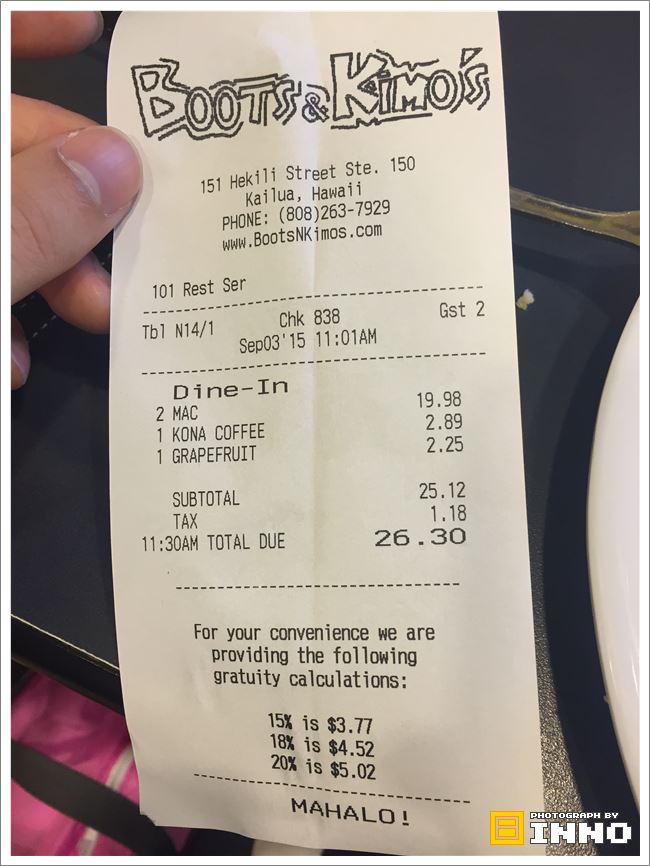 BOOTS & KIMO'S
151 Hekili Street Ste. 150
Kailua, Hawaii
PHONE: (808)263-7929
www.BootsNKimos.com
101 Rest Ser
Tbl N14/1 Chk 838 Gst 2
Sep03'15 11:01AM
Dine-In
2 MAC 19.98
1 KONA COFFEE 2.89
1 GRAPEFRUIT 2.25
SUBTOTAL 25.12
TAX 1.18
11:30AM TOTAL DUE 26.30
For your convenience we are
providing the following
gratuity calculations:
15% is $3.77
18% is $4.52
20% is $5.02
MAHALO!
PHOTOGRAPH BY
INNO